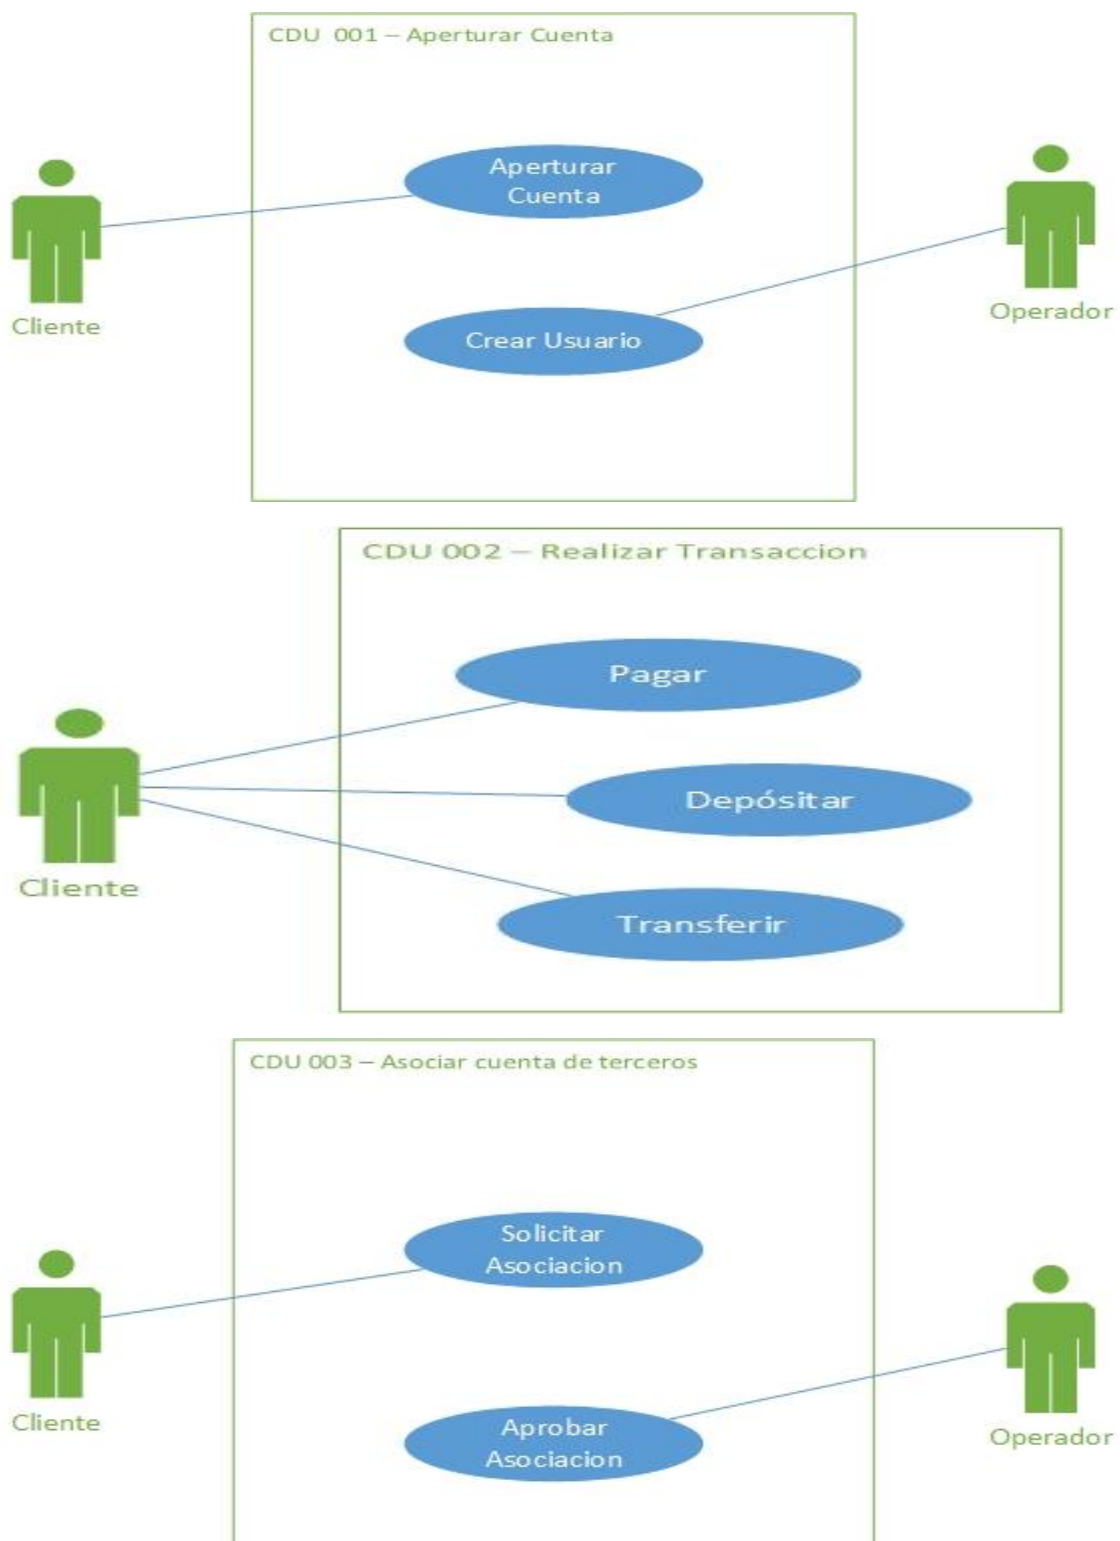 CDU 001 – Aperturar Cuenta
Aperturar
Cuenta
Cliente
Operador
Crear Usuario
CDU 002 – Realizar Transaccion
Pagar
Depósitar
Cliente
Transferir
CDU 003 – Asociar cuenta de terceros
Solicitar
Asociacion
Cliente
Operador
Aprobar
Asociacion